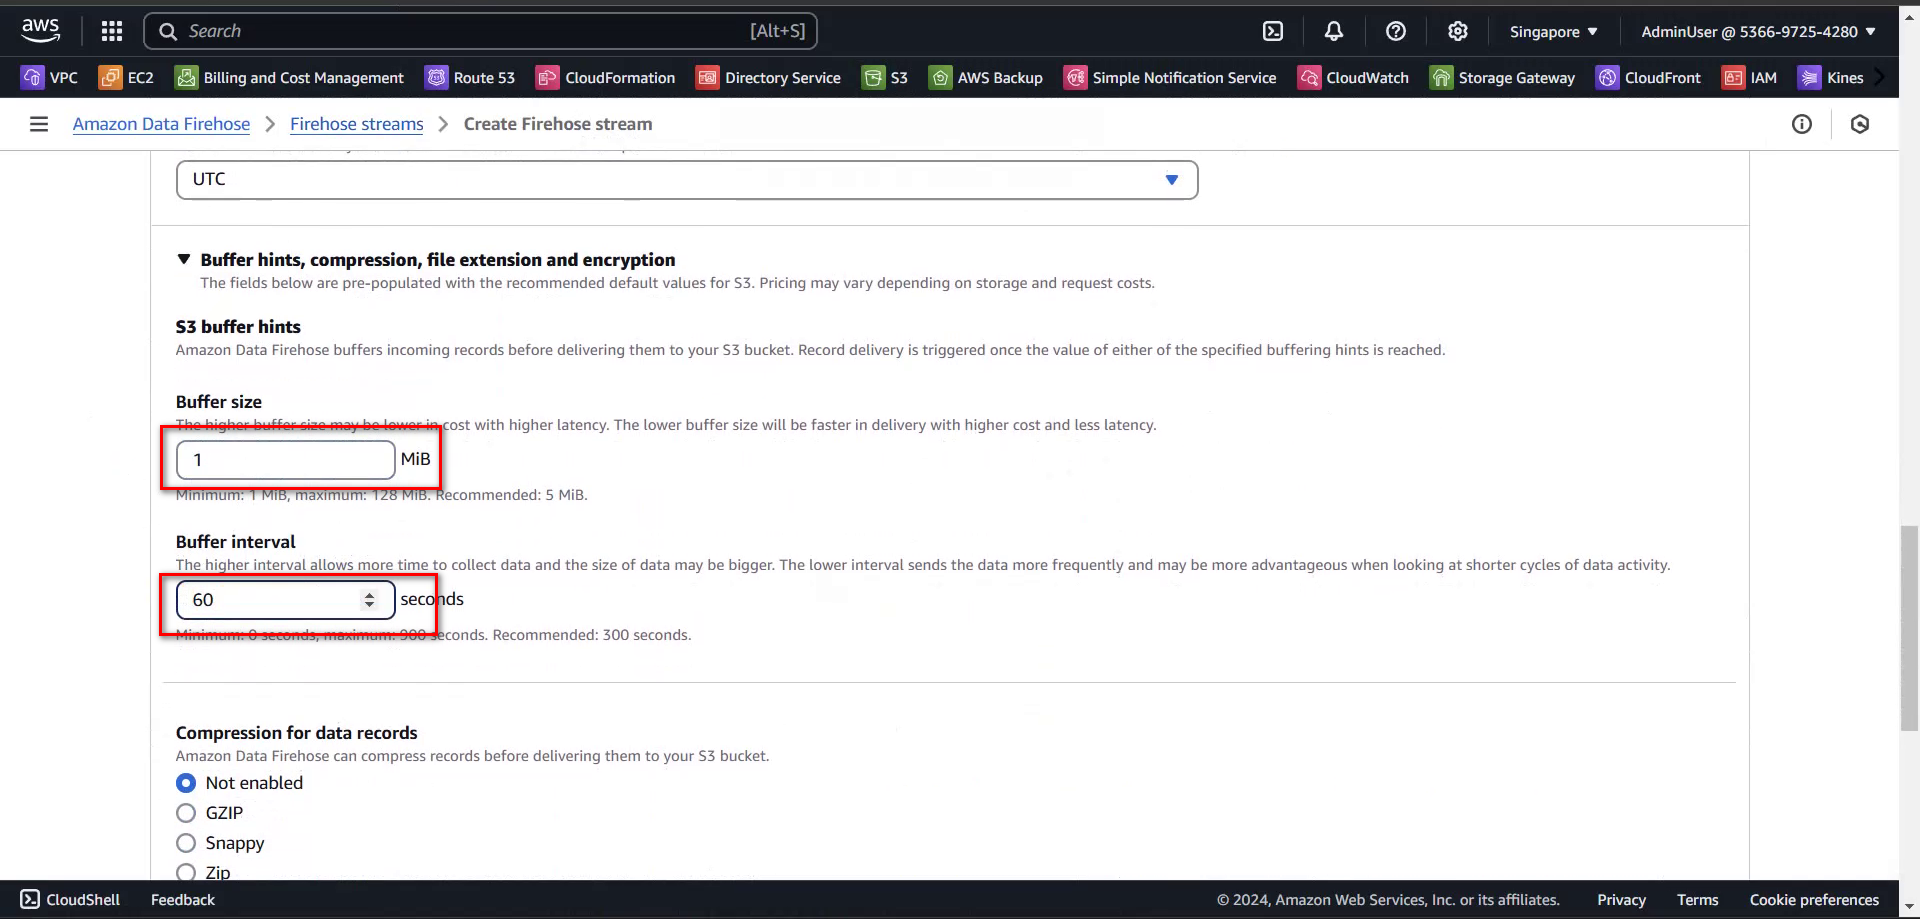 aws Search [Alt+S] Singapore AdminUser @ 5366-9725-4280
VPC EC2 Billing and Cost Management Route 53 CloudFormation Directory Service S3 AWS Backup Simple Notification Service CloudWatch Storage Gateway CloudFront IAM Kines
Amazon Data Firehose > Firehose streams > Create Firehose stream
UTC
Buffer hints, compression, file extension and encryption
The fields below are pre-populated with the recommended default values for S3. Pricing may vary depending on storage and request costs.
S3 buffer hints
Amazon Data Firehose buffers incoming records before delivering them to your S3 bucket. Record delivery is triggered once the value of either of the specified buffering hints is reached.
Buffer size
The higher buffer size may be lower in cost with higher latency. The lower buffer size will be faster in delivery with higher cost and less latency.
1 MiB
Minimum: 1 MiB, maximum: 128 MiB. Recommended: 5 MiB.
Buffer interval
The higher interval allows more time to collect data and the size of data may be bigger. The lower interval sends the data more frequently and may be more advantageous when looking at shorter cycles of data activity.
60 seconds
Minimum: 0 seconds, maximum: 900 seconds. Recommended: 300 seconds.
Compression for data records
Amazon Data Firehose can compress records before delivering them to your S3 bucket.
Not enabled
GZIP
Snappy
Zip
CloudShell Feedback © 2024, Amazon Web Services, Inc. or its affiliates. Privacy Terms Cookie preferences